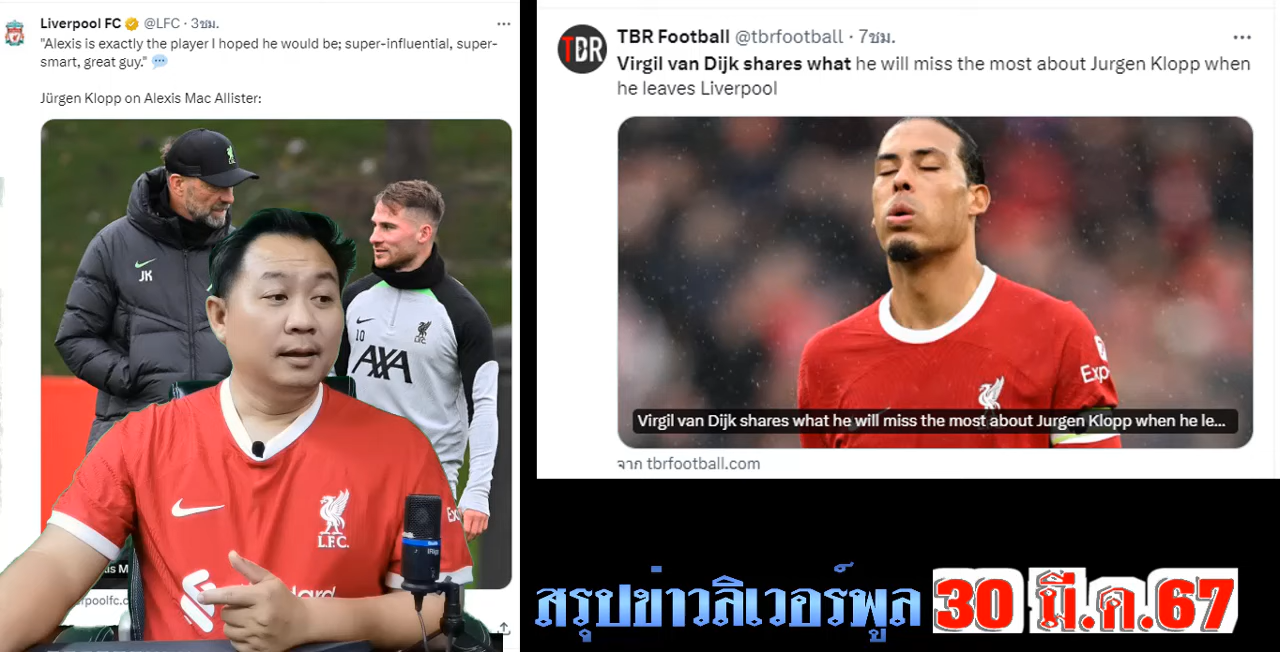 Liverpool FC @LFC · 3ชม.
"Alexis is exactly the player I hoped he would be; super-influential, super-
smart, great guy." 💬
Jürgen Klopp on Alexis Mac Allister:
JK
10
AXA
L.F.C.
L.F.C.
TBR
TBR Football @tbrfootball · 7ชม.
Virgil van Dijk shares what he will miss the most about Jurgen Klopp when
he leaves Liverpool
Virgil van Dijk shares what he will miss the most about Jurgen Klopp when he le...
จาก tbrfootball.com
สรุปข่าวลิเวอร์พูล 30 มี.ค.67